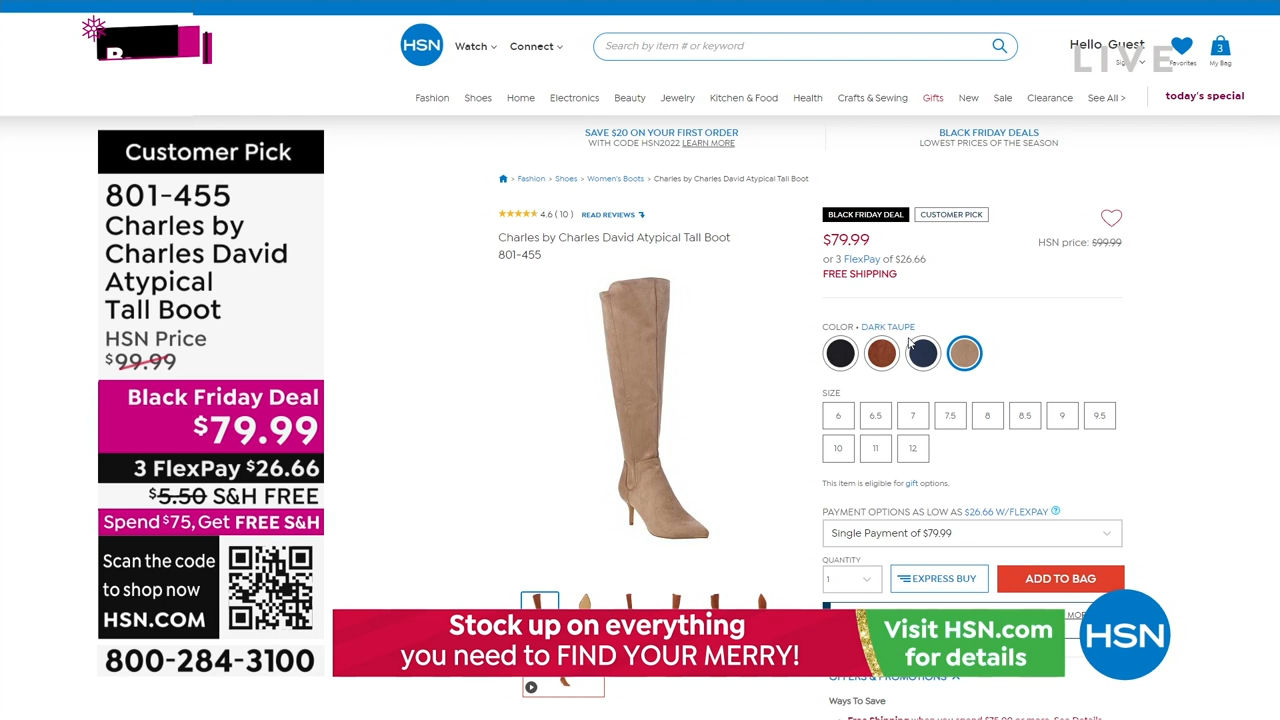 HSN
Watch
Connect
Search by item # or keyword
Hello, Guest
LIVE
Favorites
3
My Bag
Fashion
Shoes
Home
Electronics
Beauty
Jewelry
Kitchen & Food
Health
Crafts & Sewing
Gifts
New
Sale
Clearance
See All >
today's special
SAVE $20 ON YOUR FIRST ORDER
WITH CODE HSN2022 LEARN MORE
BLACK FRIDAY DEALS
LOWEST PRICES OF THE SEASON
Customer Pick
801-455
Charles by
Charles David
Atypical
Tall Boot
HSN Price
$99.99
Black Friday Deal
$79.99
3 FlexPay $26.66
$5.50 S&H FREE
Spend $75, Get FREE S&H
Scan the code
to shop now
HSN.COM
800-284-3100
> Fashion > Shoes > Women's Boots > Charles by Charles David Atypical Tall Boot
4.6 ( 10 ) READ REVIEWS
Charles by Charles David Atypical Tall Boot
801-455
BLACK FRIDAY DEAL
CUSTOMER PICK
$79.99
HSN price: $99.99
or 3 FlexPay of $26.66
FREE SHIPPING
COLOR • DARK TAUPE
SIZE
6
6.5
7
7.5
8
8.5
9
9.5
10
11
12
This item is eligible for gift options.
PAYMENT OPTIONS AS LOW AS $26.66 W/FLEXPAY
Single Payment of $79.99
QUANTITY
1
EXPRESS BUY
ADD TO BAG
Stock up on everything
you need to FIND YOUR MERRY!
Visit HSN.com
for details
HSN
OFFERS & PROMOTIONS
Ways To Save